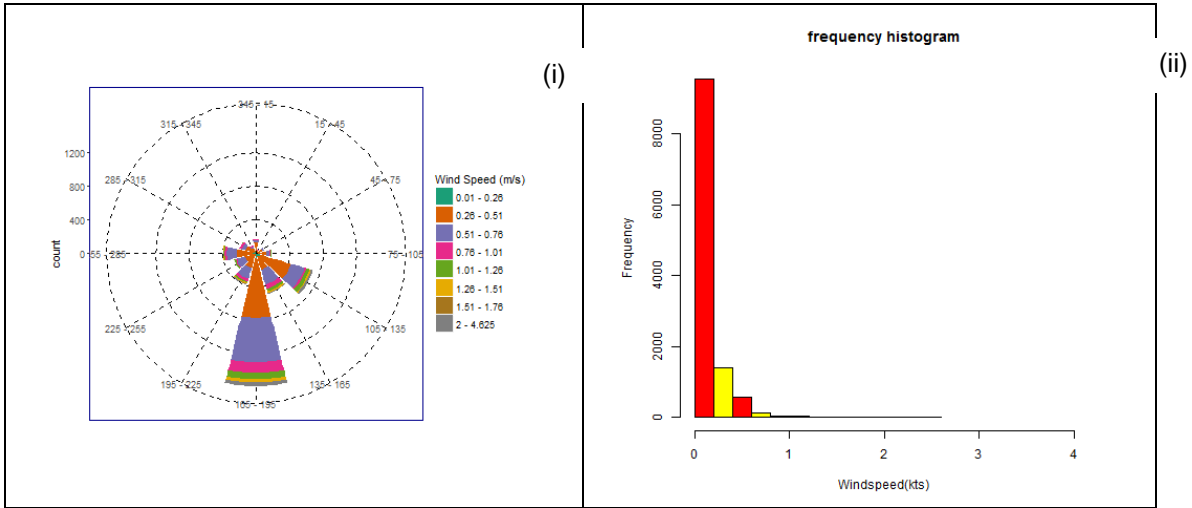 (i)
345 - 15
315 - 345
15 - 45
285 - 315
45 - 75
75 - 105
225 - 255
105 - 135
195 - 225
135 - 165
165 - 195
1200
800
400
0
count
Wind Speed (m/s)
0.01 - 0.26
0.26 - 0.51
0.51 - 0.76
0.76 - 1.01
1.01 - 1.26
1.26 - 1.51
1.51 - 1.76
2 - 4.625
frequency histogram
(ii)
8000
6000
4000
2000
0
Frequency
0 1 2 3 4
Windspeed(kts)